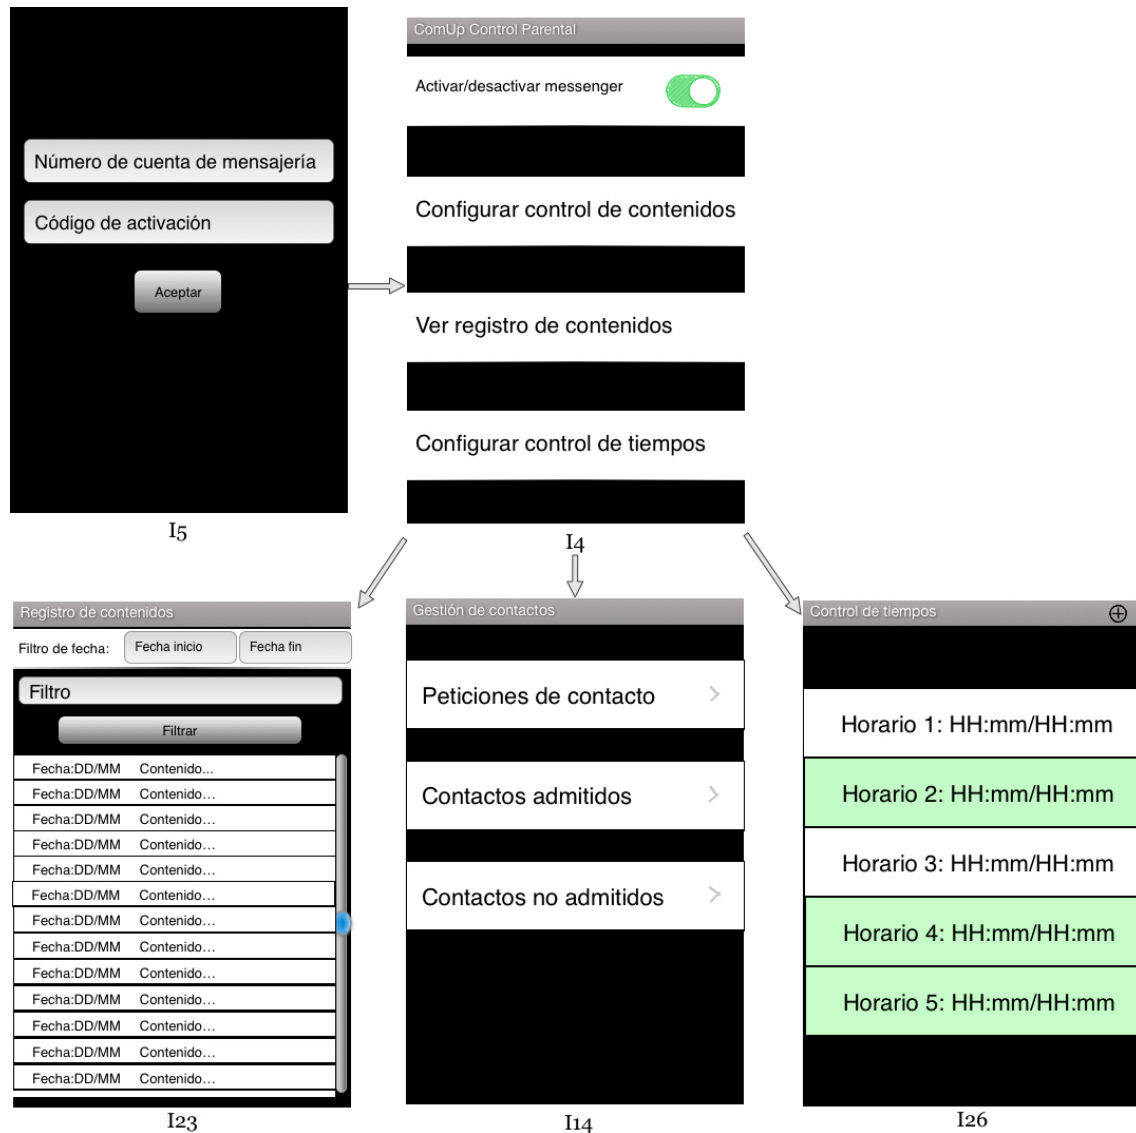 Número de cuenta de mensajería
Código de activación
Aceptar
I5
ComUp Control Parental
Activar/desactivar messenger
Configurar control de contenidos
Ver registro de contenidos
Configurar control de tiempos
I4
Registro de contenidos
Filtro de fecha: Fecha inicio Fecha fin
Filtro
Filtrar
Fecha:DD/MM Contenido...
Fecha:DD/MM Contenido...
Fecha:DD/MM Contenido...
Fecha:DD/MM Contenido...
Fecha:DD/MM Contenido...
Fecha:DD/MM Contenido...
Fecha:DD/MM Contenido...
Fecha:DD/MM Contenido...
Fecha:DD/MM Contenido...
Fecha:DD/MM Contenido...
Fecha:DD/MM Contenido...
Fecha:DD/MM Contenido...
Fecha:DD/MM Contenido...
I23
Gestión de contactos
Peticiones de contacto
Contactos admitidos
Contactos no admitidos
I14
Control de tiempos
Horario 1: HH:mm/HH:mm
Horario 2: HH:mm/HH:mm
Horario 3: HH:mm/HH:mm
Horario 4: HH:mm/HH:mm
Horario 5: HH:mm/HH:mm
I26